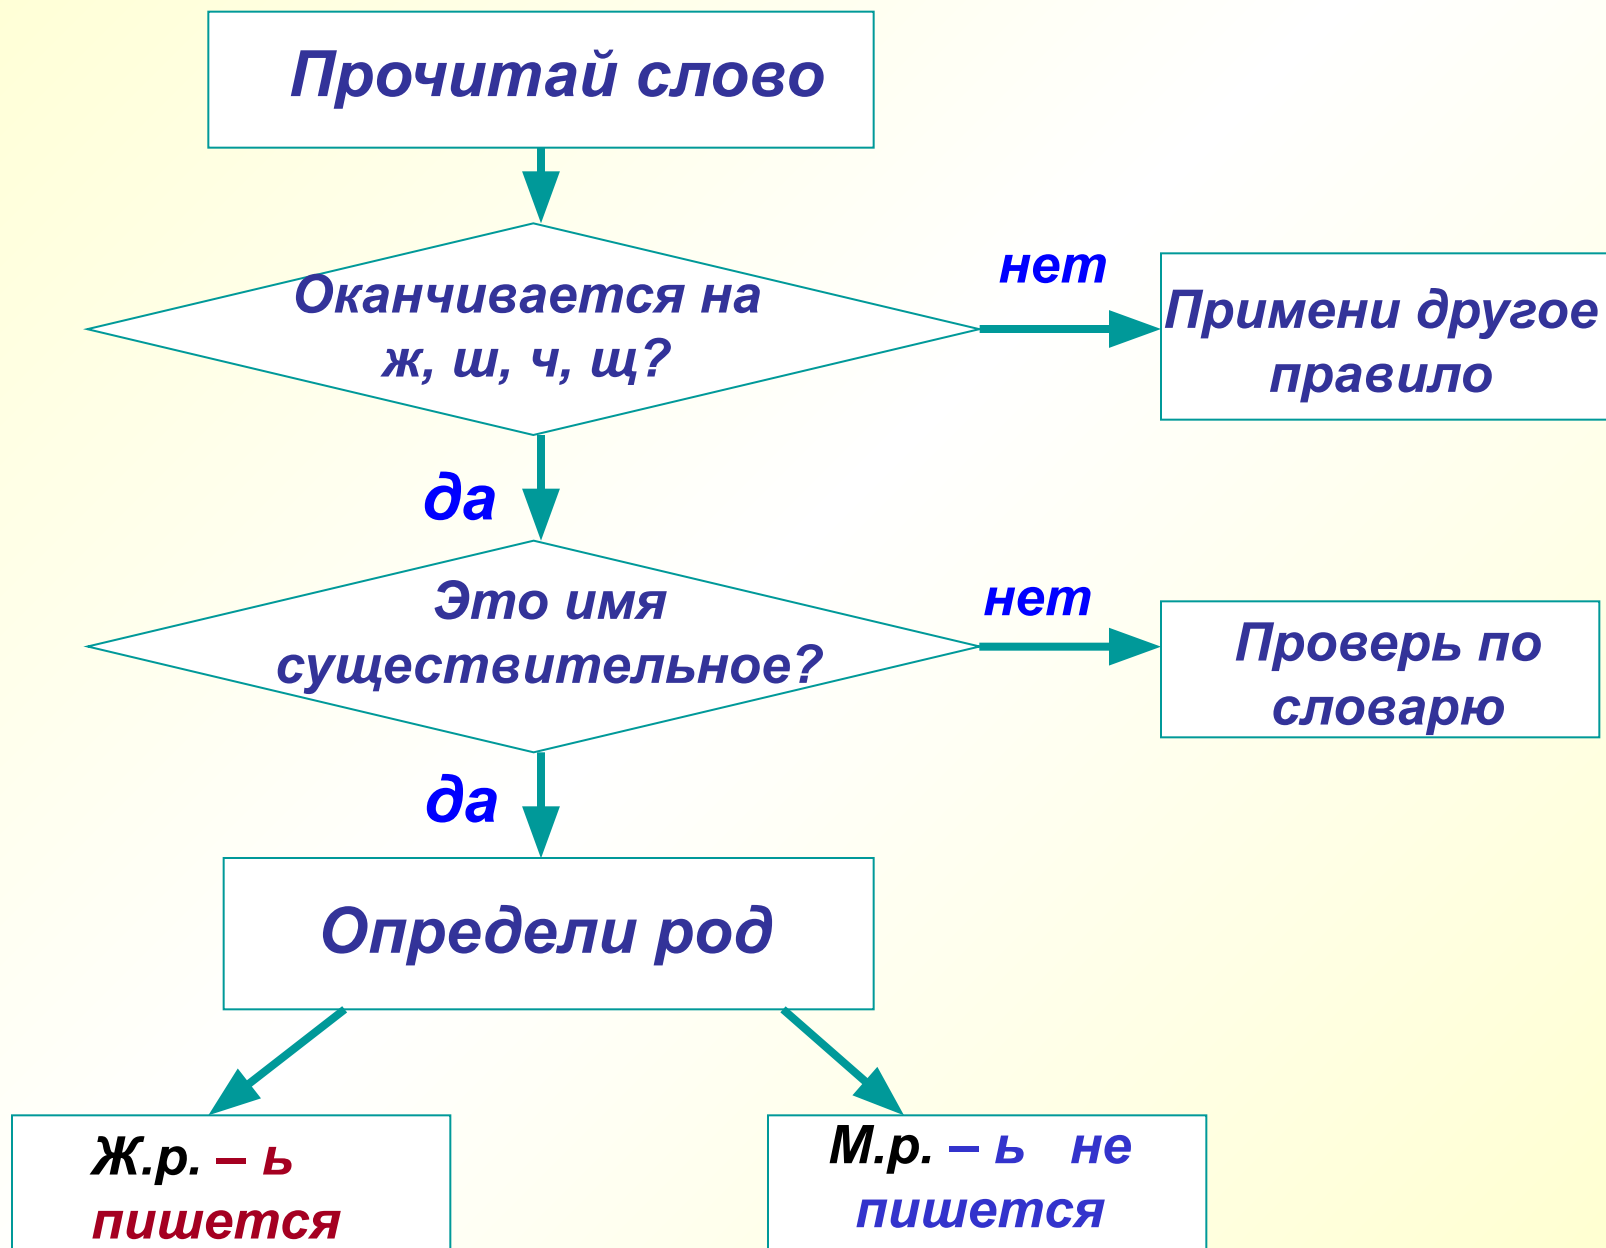 Прочитай слово
Оканчивается на
ж, ш, ч, щ?
нет
Примени другое
правило
да
Это имя
существительное?
нет
Проверь по
словарю
да
Определи род
Ж.р. – ь
пишется
М.р. – ь не
пишется